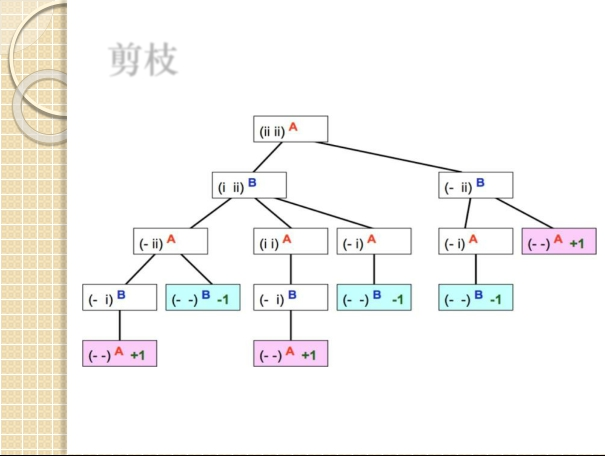 剪枝
(ii ii) A
(i ii) B
(- ii) B
(- ii) A
(i i) A
(- i) A
(- i) A
(- -) A +1
(- i) B
(- -) B -1
(- i) B
(- -) B -1
(- -) B -1
(- -) A +1
(- -) A +1